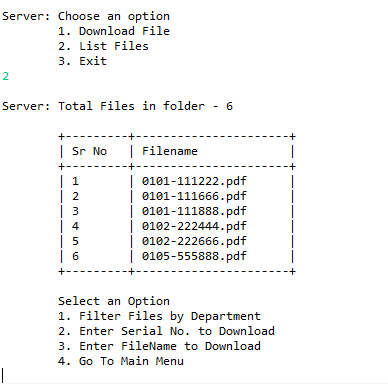 Server: Choose an option
1. Download File
2. List Files
3. Exit
2
Server: Total Files in folder - 6
+---------+----------------------+
| Sr No | Filename |
+---------+----------------------+
| 1 | 0101-111222.pdf |
| 2 | 0101-111666.pdf |
| 3 | 0101-111888.pdf |
| 4 | 0102-222444.pdf |
| 5 | 0102-222666.pdf |
| 6 | 0105-555888.pdf |
+---------+----------------------+
Select an Option
1. Filter Files by Department
2. Enter Serial No. to Download
3. Enter FileName to Download
4. Go To Main Menu